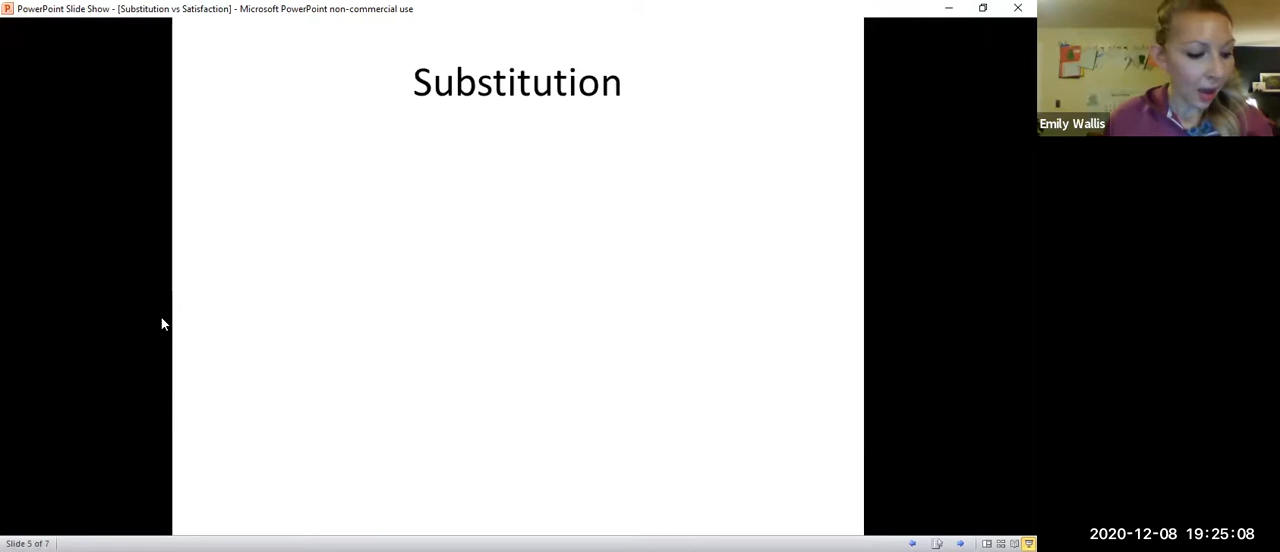 PowerPoint Slide Show - [Substitution vs Satisfaction] - Microsoft PowerPoint non-commercial use
Substitution
Emily Wallis
2020-12-08 19:25:08
Slide 5 of 7